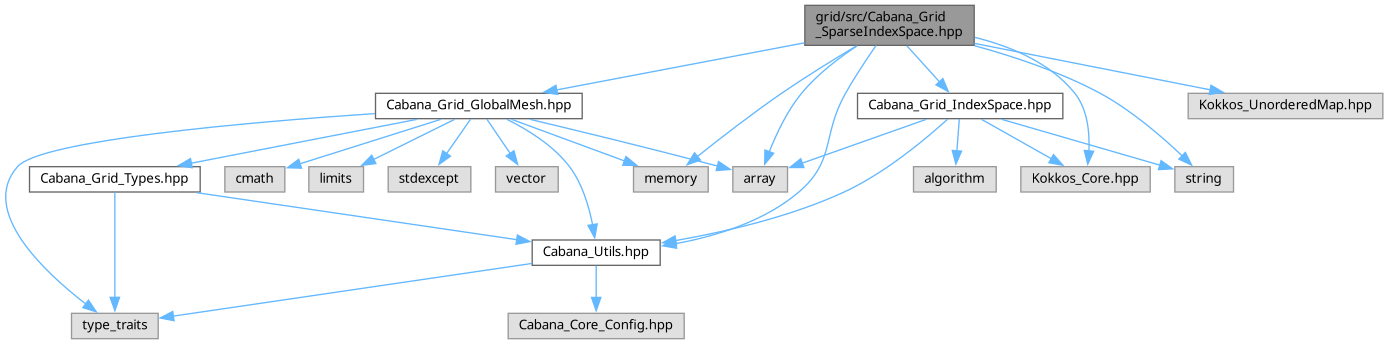 grid/src/Cabana_Grid
_SparseIndexSpace.hpp
Cabana_Grid_GlobalMesh.hpp
Cabana_Grid_IndexSpace.hpp
Kokkos_UnorderedMap.hpp
Cabana_Grid_Types.hpp
cmath
limits
stdexcept
vector
memory
array
algorithm
Kokkos_Core.hpp
string
Cabana_Utils.hpp
type_traits
Cabana_Core_Config.hpp